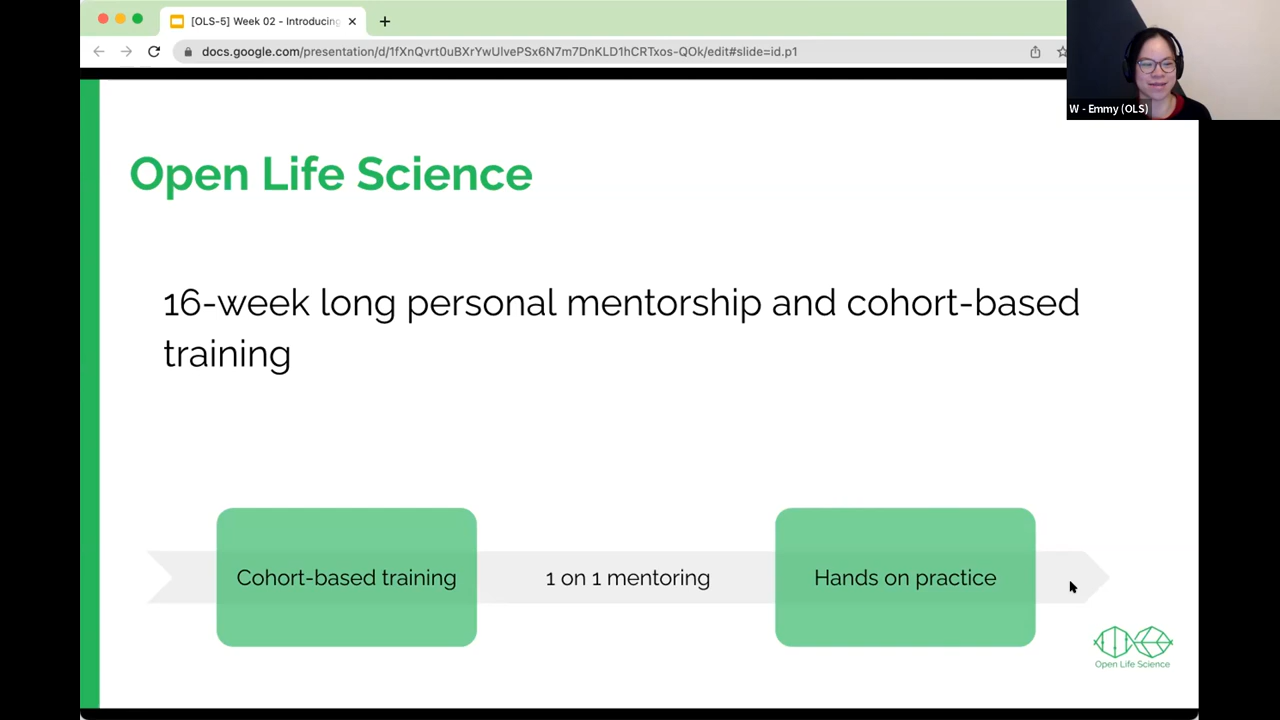 [OLS-5] Week 02 - Introducing
docs.google.com/presentation/d/1fXnQvrt0uBXrYwUlvePSx6N7m7DnKLD1hCRTxos-QOk/edit#slide=id.p1
W - Emmy (OLS)
Open Life Science
16-week long personal mentorship and cohort-based
training
Cohort-based training
1 on 1 mentoring
Hands on practice
Open Life Science